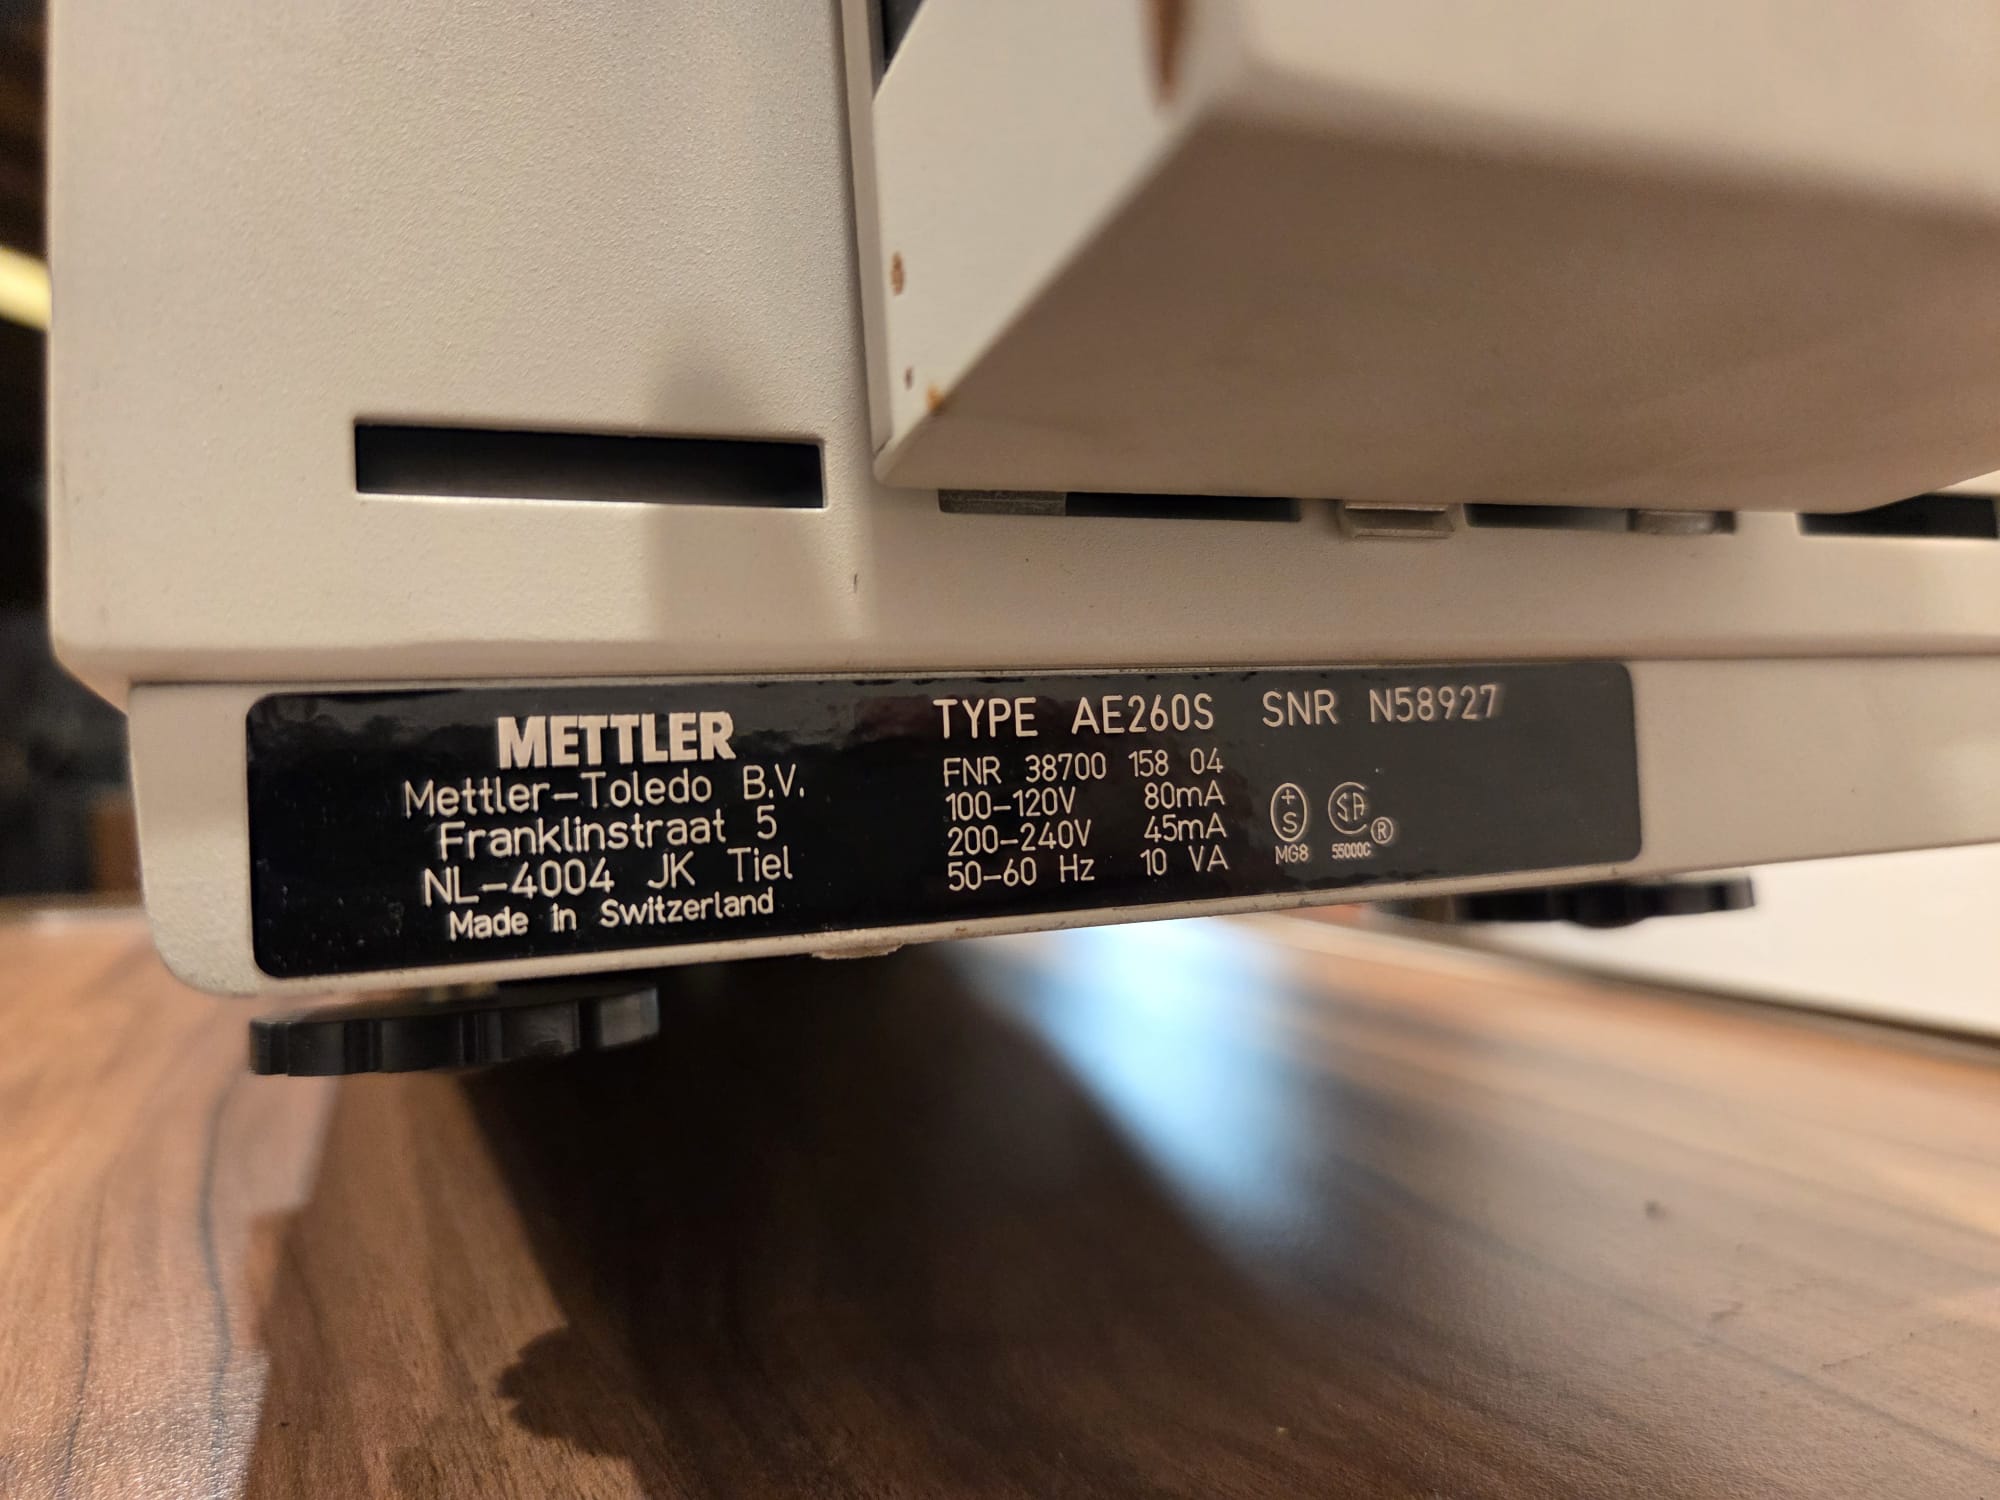 METTLER
Mettler-Toledo B.V.
Franklinstraat 5
NL-4004 JK Tiel
Made in Switzerland
TYPE AE260S SNR N58927
FNR 38700 158 04
100-120V 80mA
200-240V 45mA
50-60 Hz 10 VA
+S
MG8
SA ®
55000C